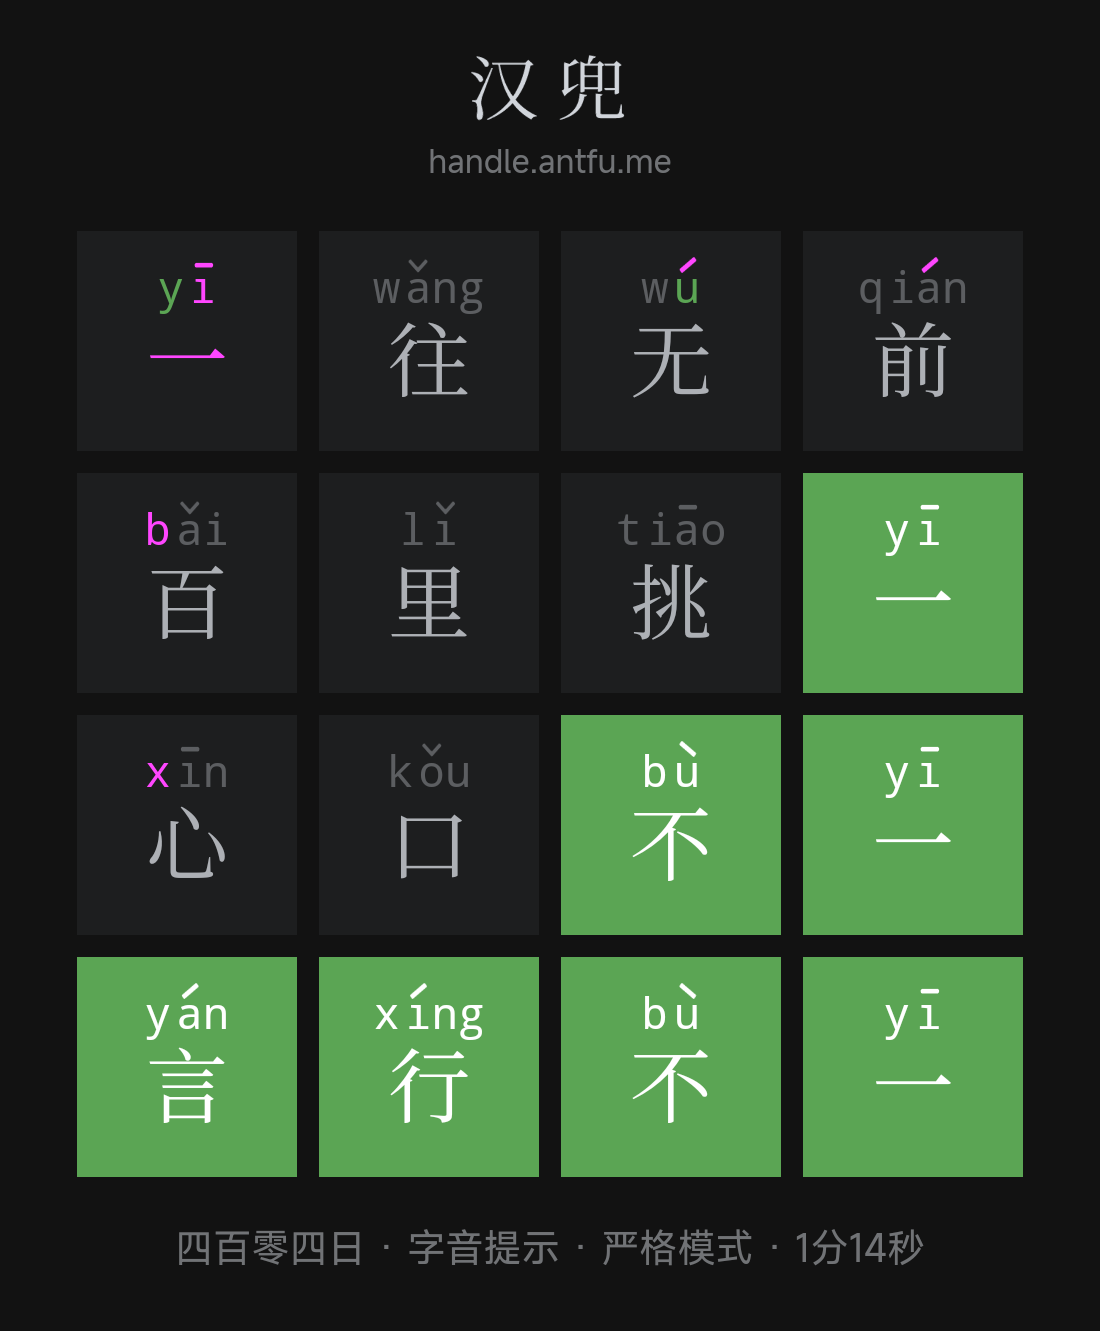 汉兜
handle.antfu.me
yī wǎng wú qián
一 往 无 前
bǎi lǐ tiāo yī
百 里 挑 一
xīn kǒu bù yī
心 口 不 一
yán xíng bù yī
言 行 不 一
四百零四日 · 字音提示 · 严格模式 · 1分14秒